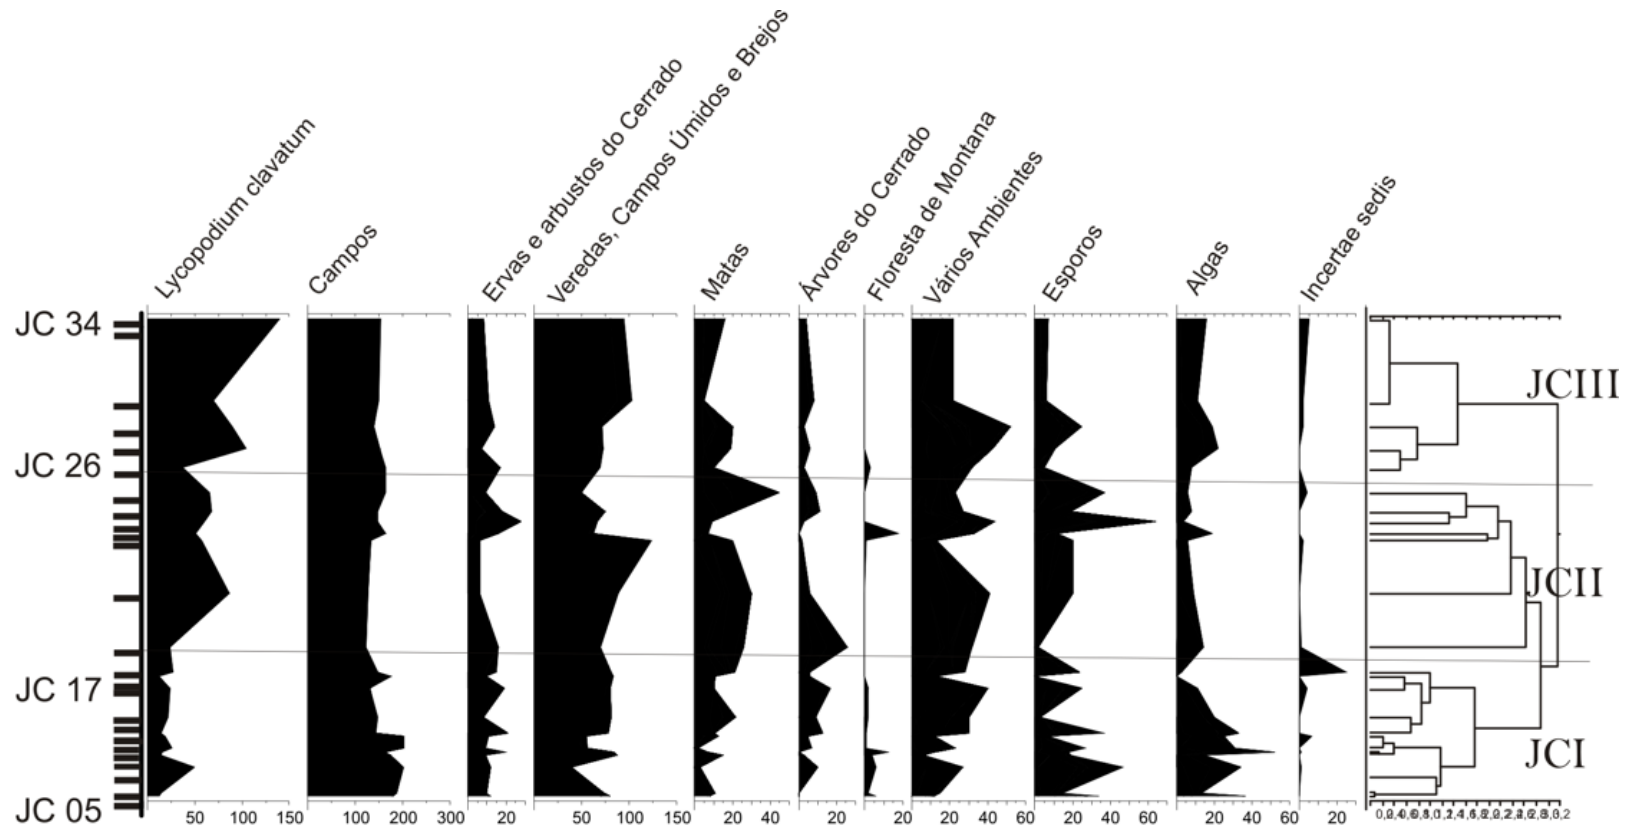 Lycopodium clavatum
Campos
Ervas e arbustos do Cerrado
Veredas, Campos Úmidos e Brejos
Matas
Árvores do Cerrado
Floresta de Montana
Vários Ambientes
Esporos
Algas
Incertae sedis
JC 34
JCIII
JC 26
JCII
JC 17
JCI
JC 05
50 100 150 100 200 300 20 50 100 150 20 40 20 20 20 40 60 20 40 60 20 40 60 20